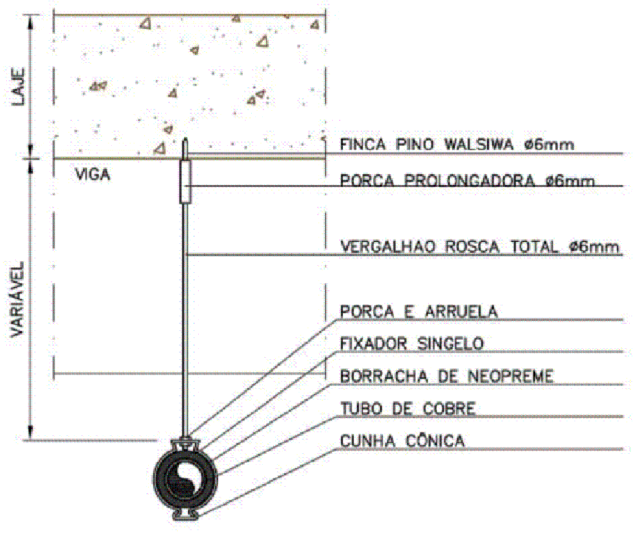 LAJE
FINCA PINO WALSIWA ø6mm
VIGA
PORCA PROLONGADORA ø6mm
VARIÁVEL
VERGALHAO ROSCA TOTAL ø6mm
PORCA E ARRUELA
FIXADOR SINGELO
BORRACHA DE NEOPREME
TUBO DE COBRE
CUNHA CÔNICA